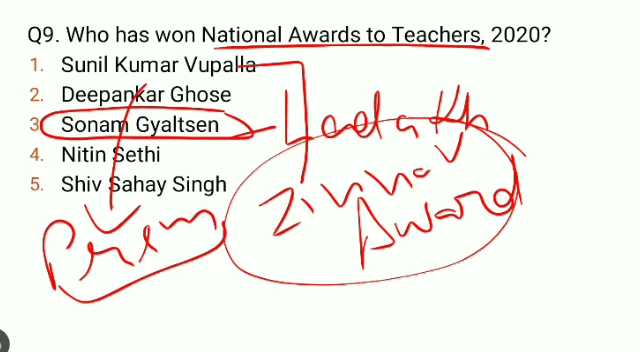 Q9. Who has won National Awards to Teachers, 2020?
1. Sunil Kumar Vupalla
2. Deepankar Ghose
3. Sonam Gyaltsen
4. Nitin Sethi
5. Shiv Sahay Singh
Ladakh
Zinnov
Award
Prem